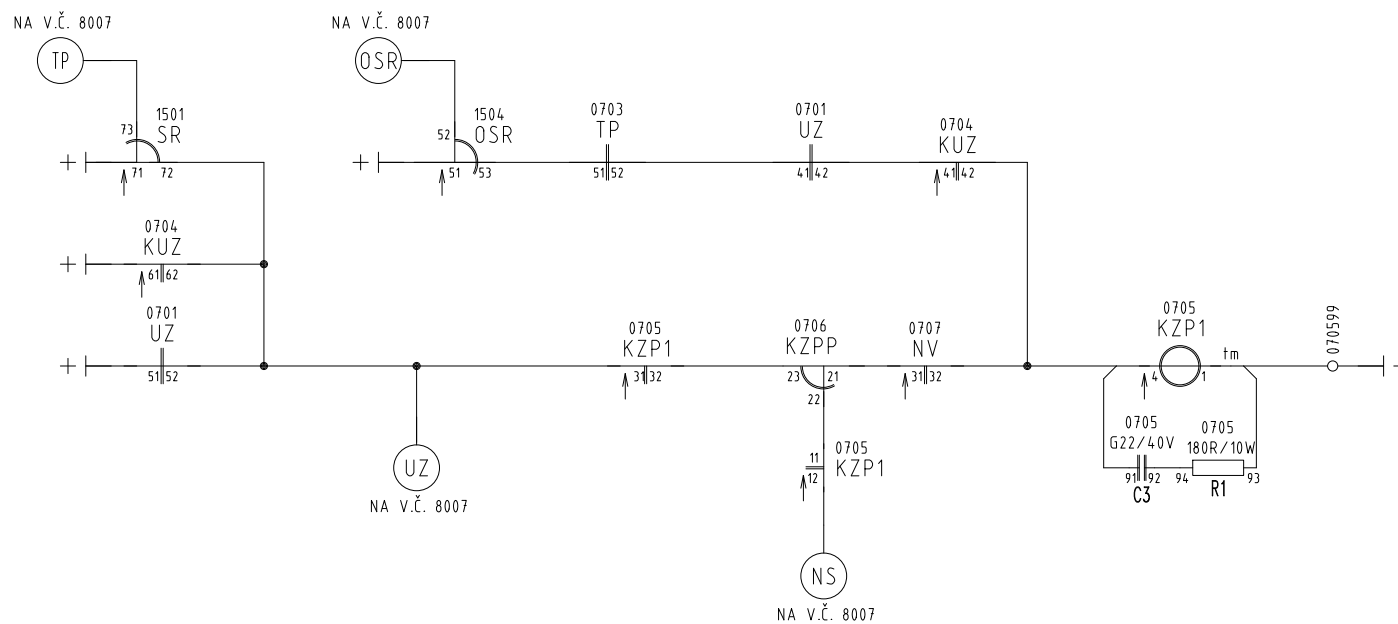 NA V.Č. 8007
NA V.Č. 8007
TP
OSR
1501
SR
73
71
72
1504
OSR
52
51
53
0703
TP
51 52
0701
UZ
41 42
0704
KUZ
41 42
+
+
0704
KUZ
61 62
+
0701
UZ
51 52
+
0705
KZP1
31 32
0706
KZPP
23
21
22
0707
NV
31 32
0705
KZP1
4
1
tm
070599
-
UZ
NA V.Č. 8007
11
12
0705
KZP1
0705
G22/40V
91 92
C3
0705
180R/10W
94
93
R1
NS
NA V.Č. 8007